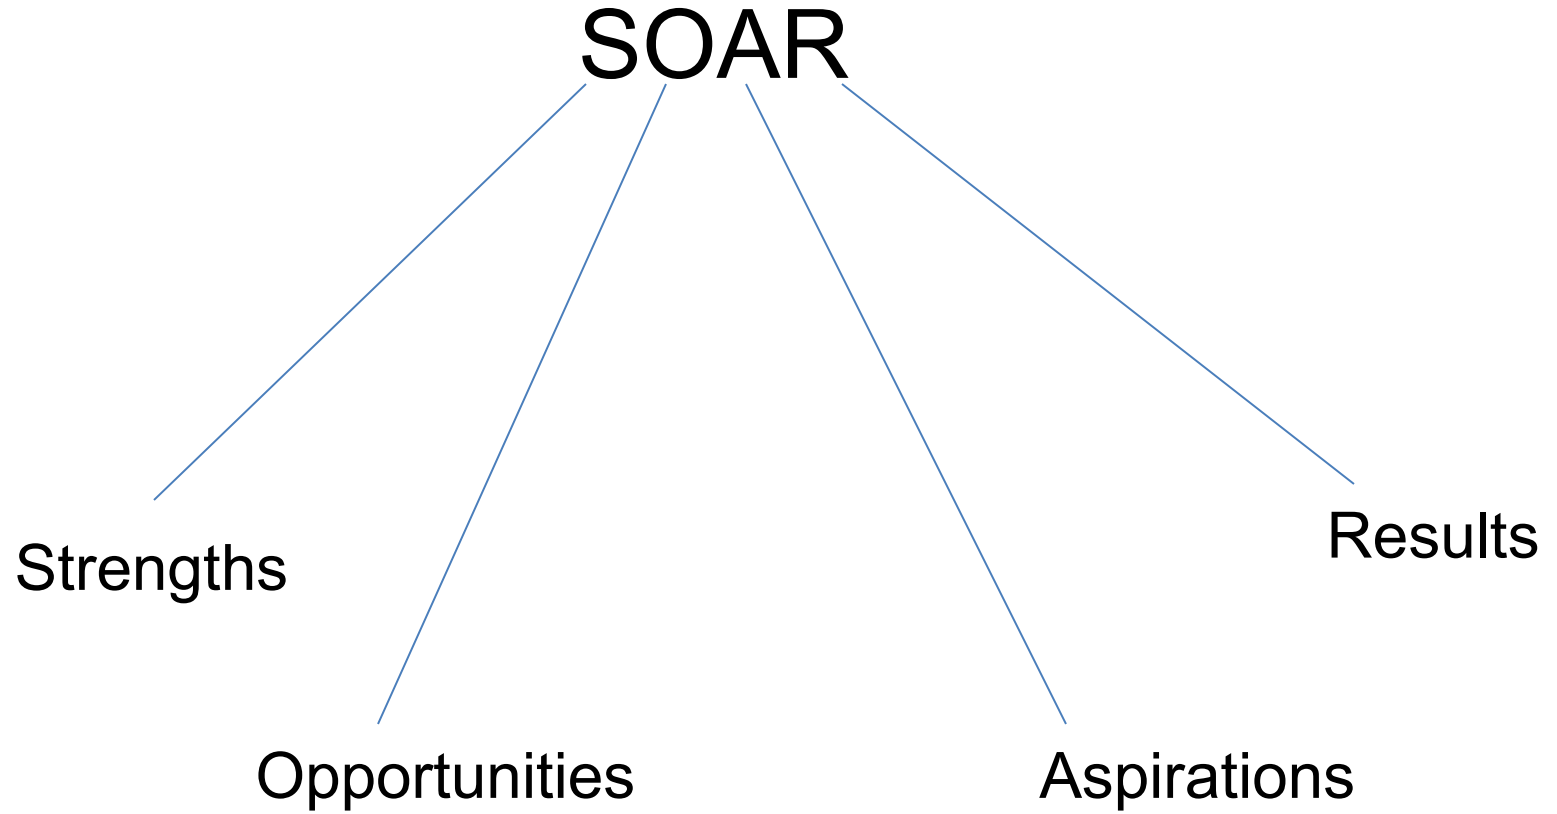 SOAR
Strengths
Opportunities
Aspirations
Results